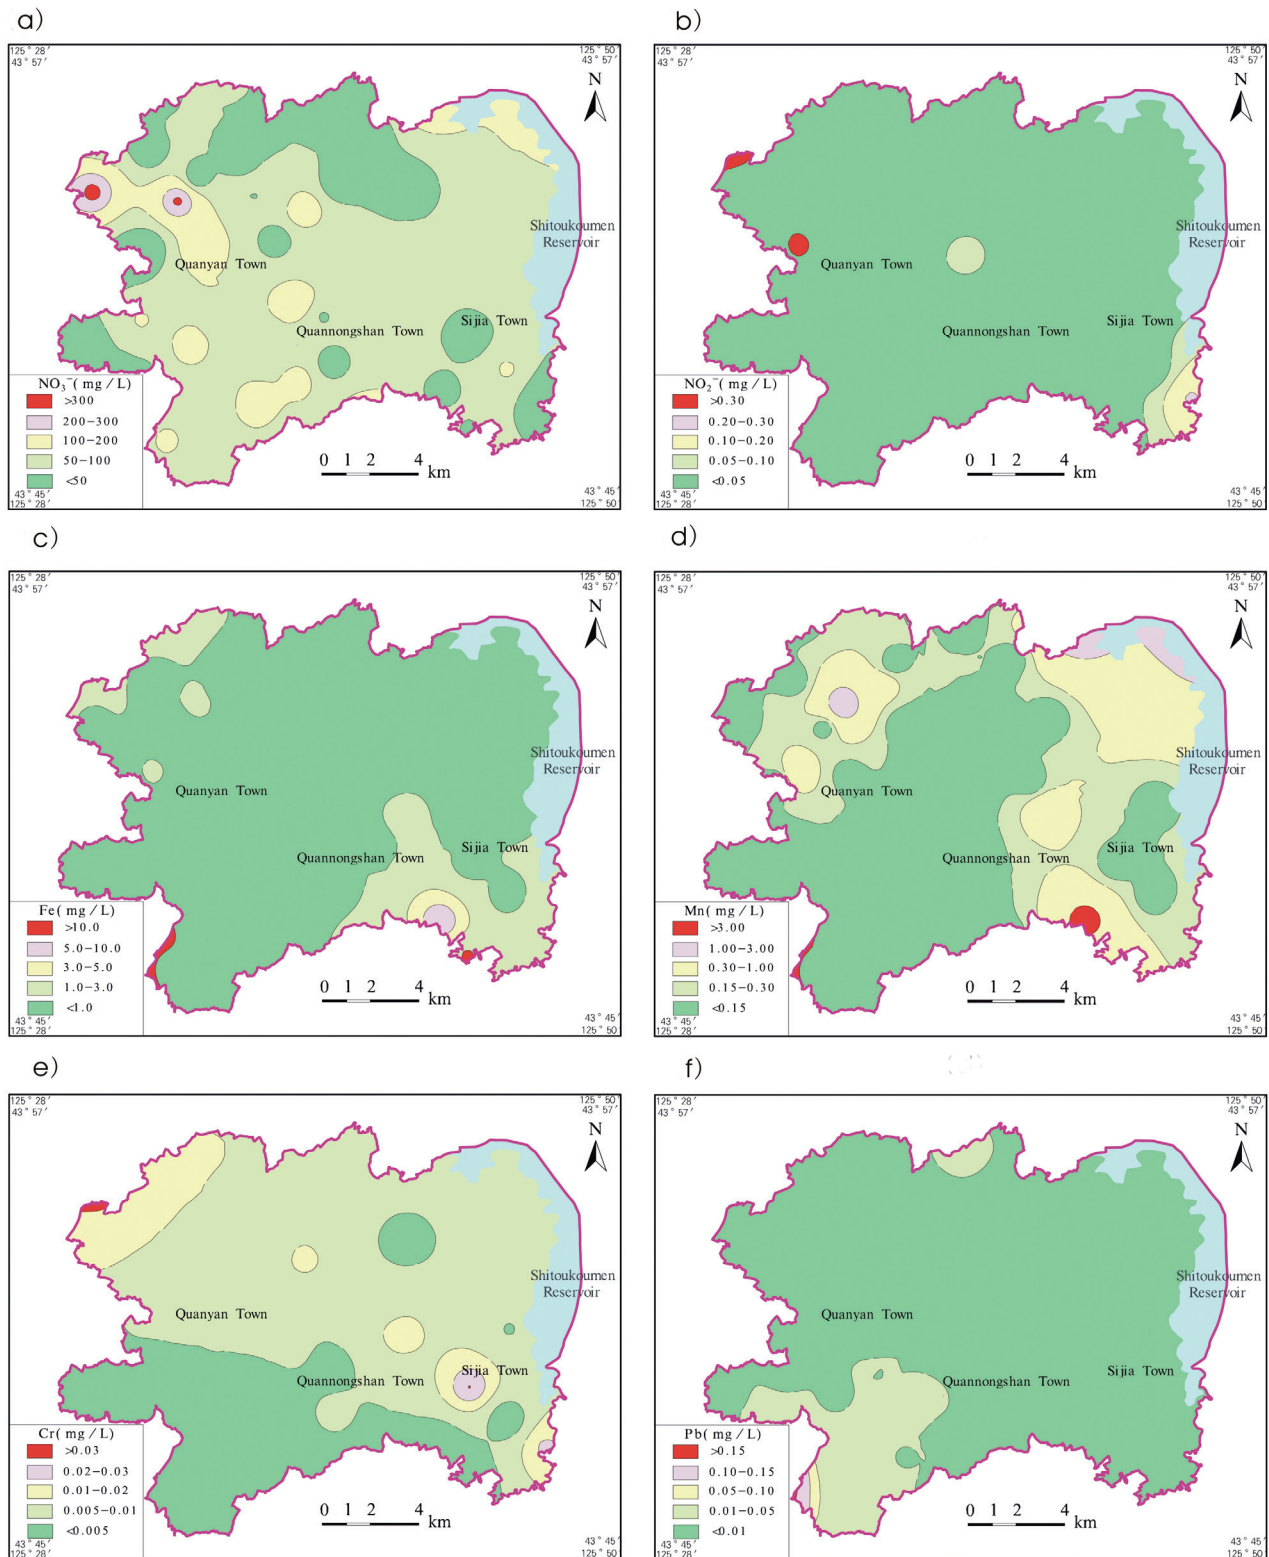 a)
125° 28′
43° 57′
125° 50′
43° 57′
N
Shitoukoumen
Reservoir
Quanyan Town
Quannongshan Town
Sijia Town
NO₃⁻( mg / L)
>300
200−300
100−200
50−100
<50
0 1 2 4
km
43° 45′
125° 28′
43° 45′
125° 50′
b)
125° 28′
43° 57′
125° 50′
43° 57′
N
Shitoukoumen
Reservoir
Quanyan Town
Quannongshan Town
Sijia Town
NO₂⁻( mg / L)
>0.30
0.20−0.30
0.10−0.20
0.05−0.10
<0.05
0 1 2 4
km
43° 45′
125° 28′
43° 45′
125° 50′
c)
125° 28′
43° 57′
125° 50′
43° 57′
N
Shitoukoumen
Reservoir
Quanyan Town
Quannongshan Town
Sijia Town
Fe( mg / L)
>10.0
5.0−10.0
3.0−5.0
1.0−3.0
<1.0
0 1 2 4
km
43° 45′
125° 28′
43° 45′
125° 50′
d)
125° 28′
43° 57′
125° 50′
43° 57′
N
Shitoukoumen
Reservoir
Quanyan Town
Quannongshan Town
Sijia Town
Mn( mg / L)
>3.00
1.00−3.00
0.30−1.00
0.15−0.30
<0.15
0 1 2 4
km
43° 45′
125° 28′
43° 45′
125° 50′
e)
125° 28′
43° 57′
125° 50′
43° 57′
N
Shitoukoumen
Reservoir
Quanyan Town
Quannongshan Town
Sijia Town
Cr( mg / L)
>0.03
0.02−0.03
0.01−0.02
0.005−0.01
<0.005
0 1 2 4
km
43° 45′
125° 28′
43° 45′
125° 50′
f)
125° 28′
43° 57′
125° 50′
43° 57′
N
Shitoukoumen
Reservoir
Quanyan Town
Quannongshan Town
Sijia Town
Pb( mg / L)
>0.15
0.10−0.15
0.05−0.10
0.01−0.05
<0.01
0 1 2 4
km
43° 45′
125° 28′
43° 45′
125° 50′